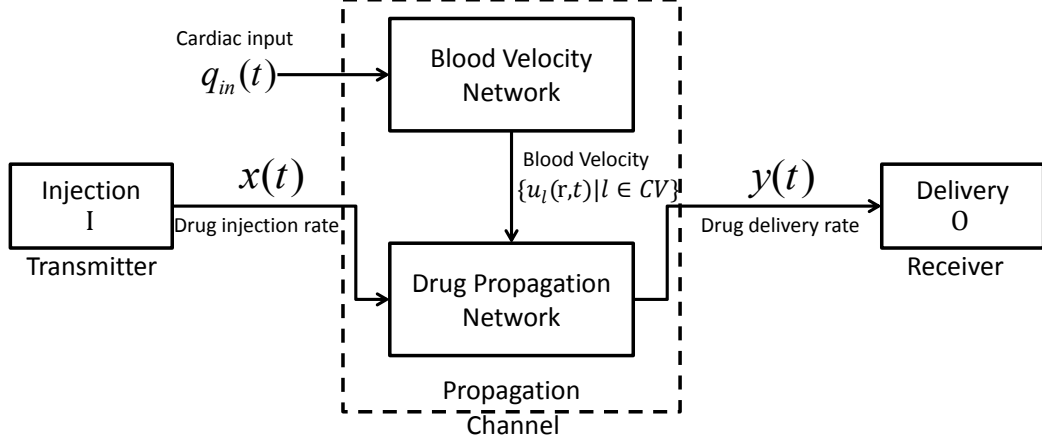 Cardiac input
q_in(t)
Blood Velocity
Network
Blood Velocity
{u_l(r,t)|l ∈ CV}
Injection
I
Transmitter
x(t)
Drug injection rate
Drug Propagation
Network
y(t)
Drug delivery rate
Delivery
O
Receiver
Propagation
Channel